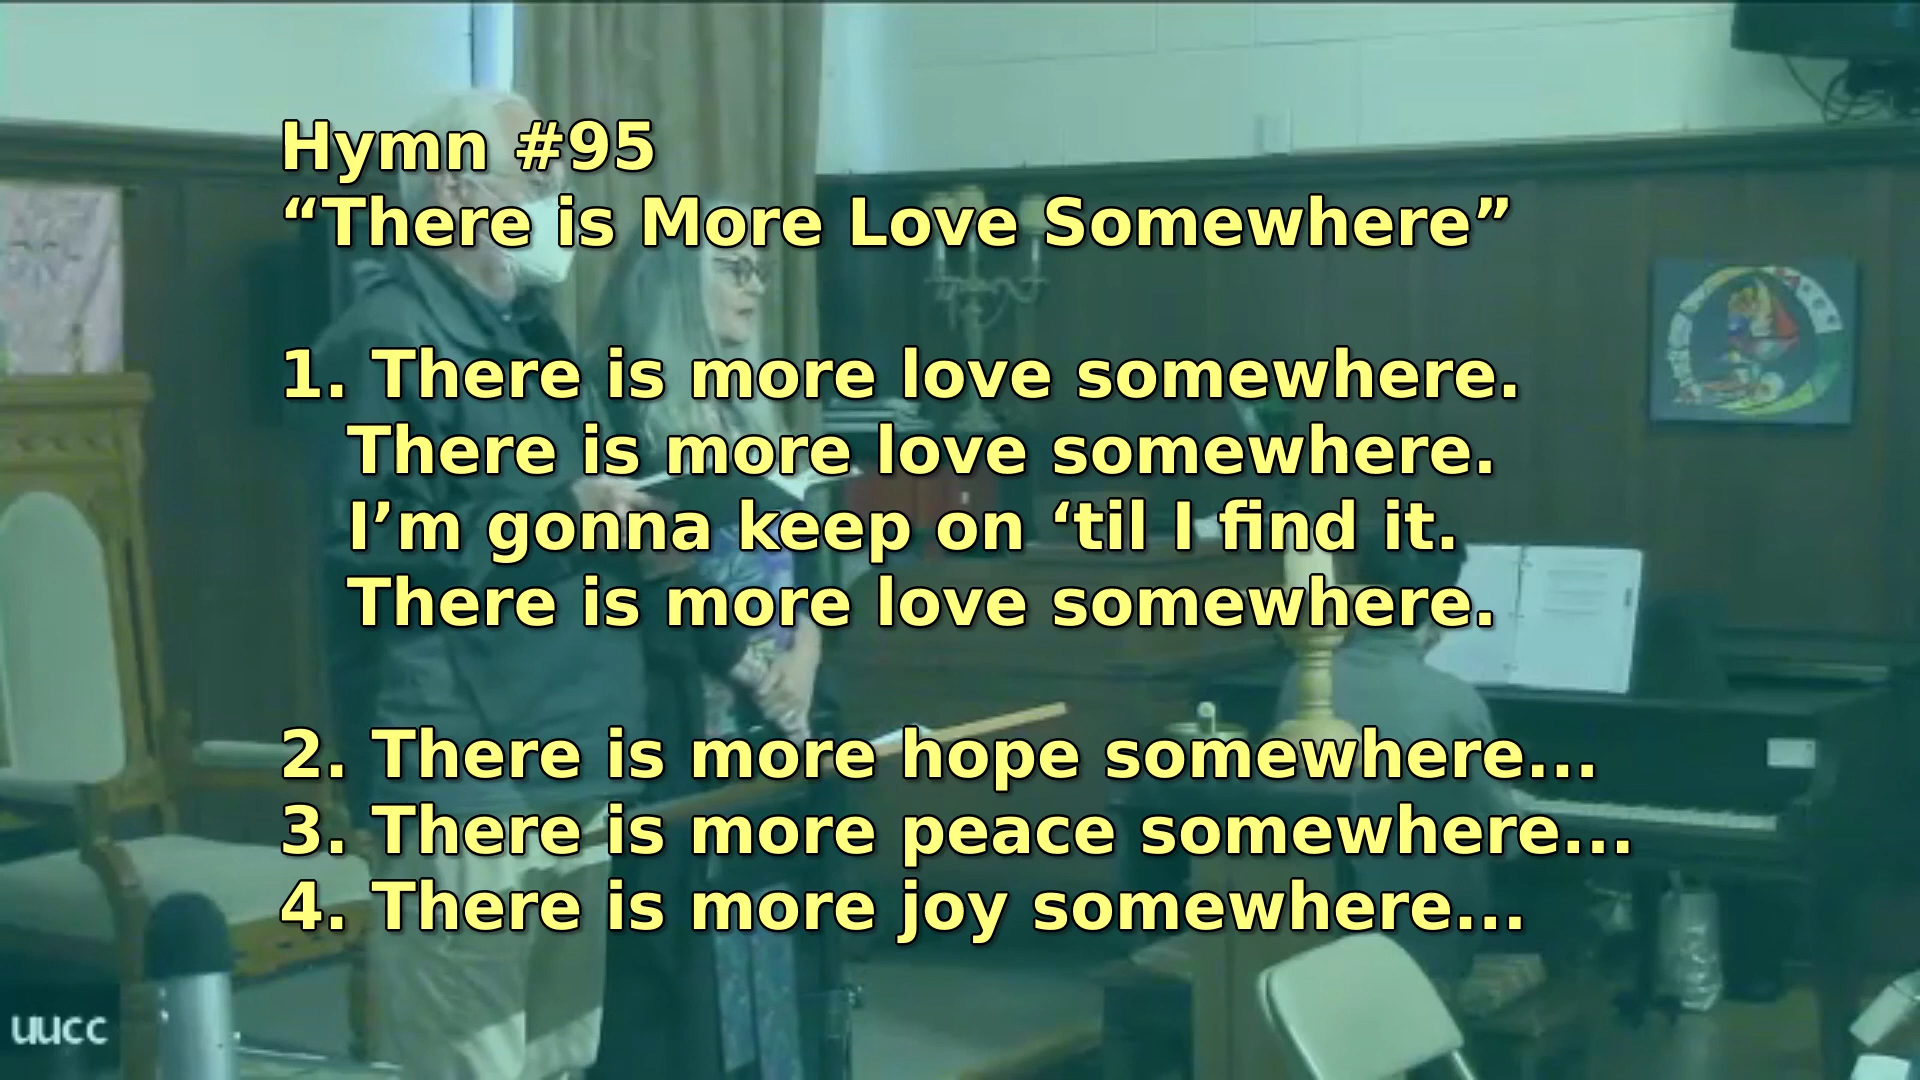 Hymn #95
“There is More Love Somewhere”
1. There is more love somewhere.
There is more love somewhere.
I’m gonna keep on ‘til I find it.
There is more love somewhere.
2. There is more hope somewhere...
3. There is more peace somewhere...
4. There is more joy somewhere...
uucc